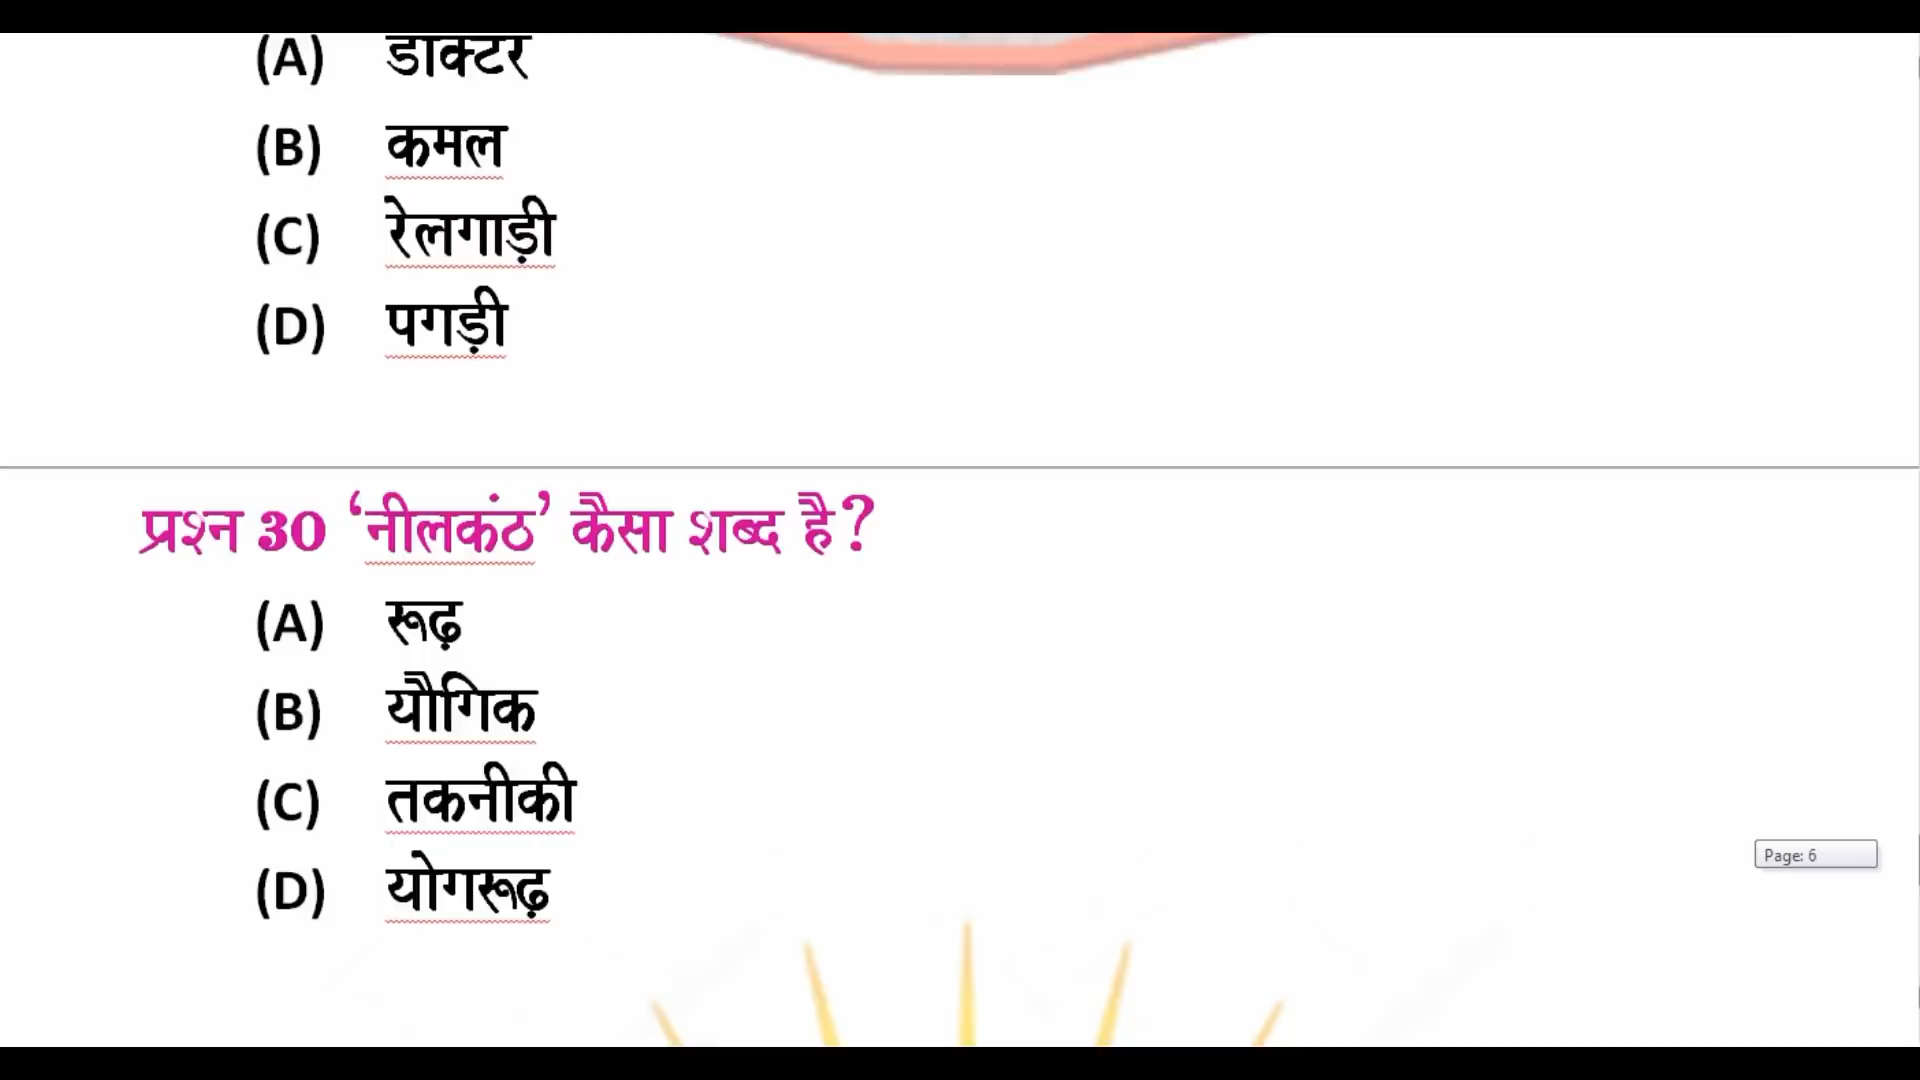 (A) डाक्टर
(B) कमल
(C) रेलगाड़ी
(D) पगड़ी
प्रश्न 30 ‘नीलकंठ’ कैसा शब्द है?
(A) रूढ़
(B) यौगिक
(C) तकनीकी
Page: 6
(D) योगरूढ़